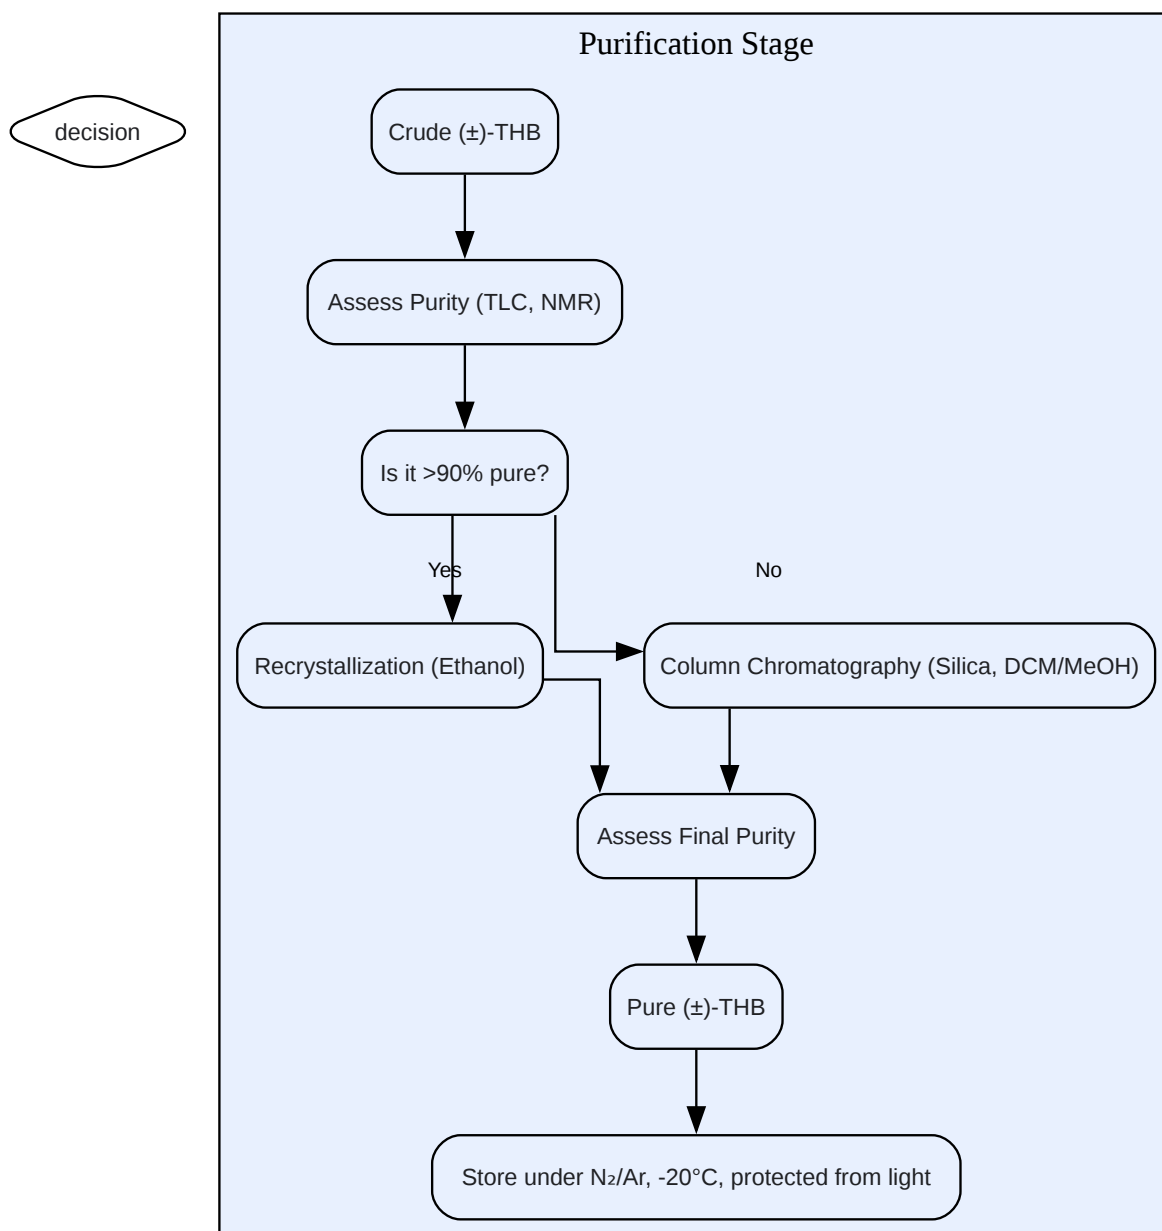 Purification Stage
decision
Crude (±)-THB
Assess Purity (TLC, NMR)
Is it >90% pure?
Yes
No
Recrystallization (Ethanol)
Column Chromatography (Silica, DCM/MeOH)
Assess Final Purity
Pure (±)-THB
Store under N₂/Ar, -20°C, protected from light